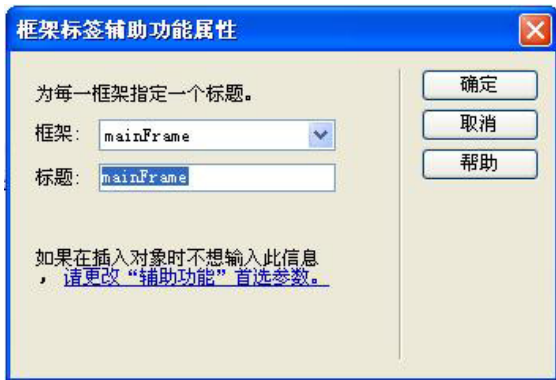 框架标签辅助功能属性
为每一框架指定一个标题。
框架: mainFrame
标题: mainFrame
如果在插入对象时不想输入此信息
，请更改“辅助功能”首选参数。
确定
取消
帮助